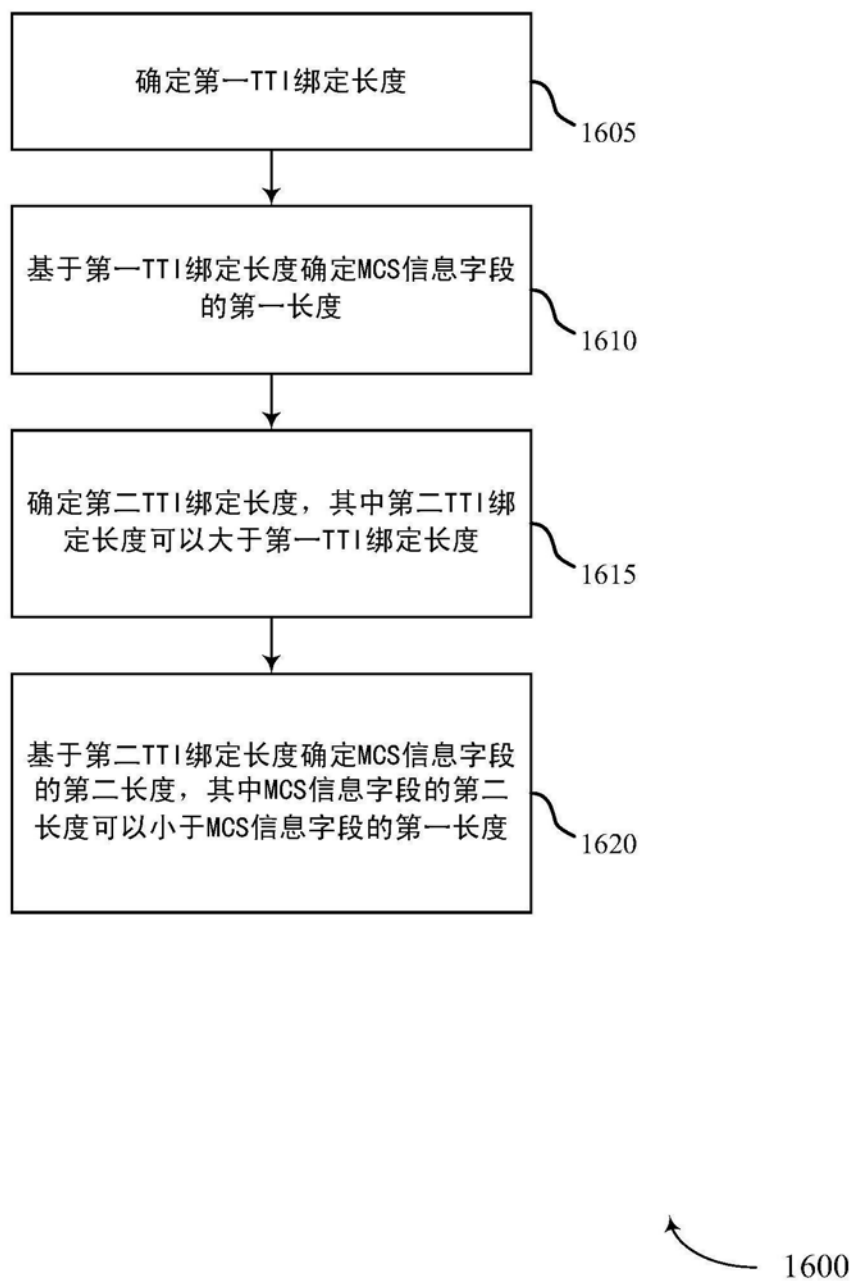 确定第一TTI绑定长度
1605
基于第一TTI绑定长度确定MCS信息字段
的第一长度
1610
确定第二TTI绑定长度，其中第二TTI绑
定长度可以大于第一TTI绑定长度
1615
基于第二TTI绑定长度确定MCS信息字段
的第二长度，其中MCS信息字段的第二
长度可以小于MCS信息字段的第一长度
1620
1600